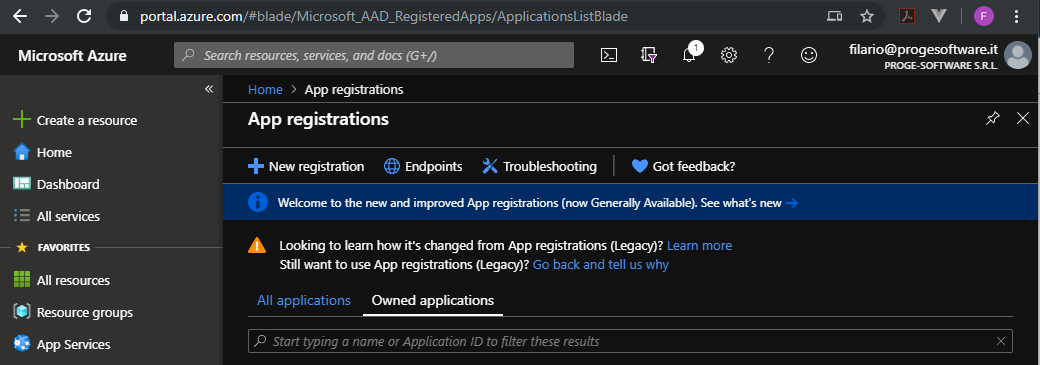 portal.azure.com/#blade/Microsoft_AAD_RegisteredApps/ApplicationsListBlade
F
Microsoft Azure
Search resources, services, and docs (G+/)
1
filario@progesoftware.it
PROGE-SOFTWARE S.R.L.
«
Create a resource
Home
Dashboard
All services
FAVORITES
All resources
Resource groups
App Services
Home > App registrations
App registrations
New registration Endpoints Troubleshooting Got feedback?
Welcome to the new and improved App registrations (now Generally Available). See what's new →
Looking to learn how it's changed from App registrations (Legacy)? Learn more
Still want to use App registrations (Legacy)? Go back and tell us why
All applications Owned applications
Start typing a name or Application ID to filter these results